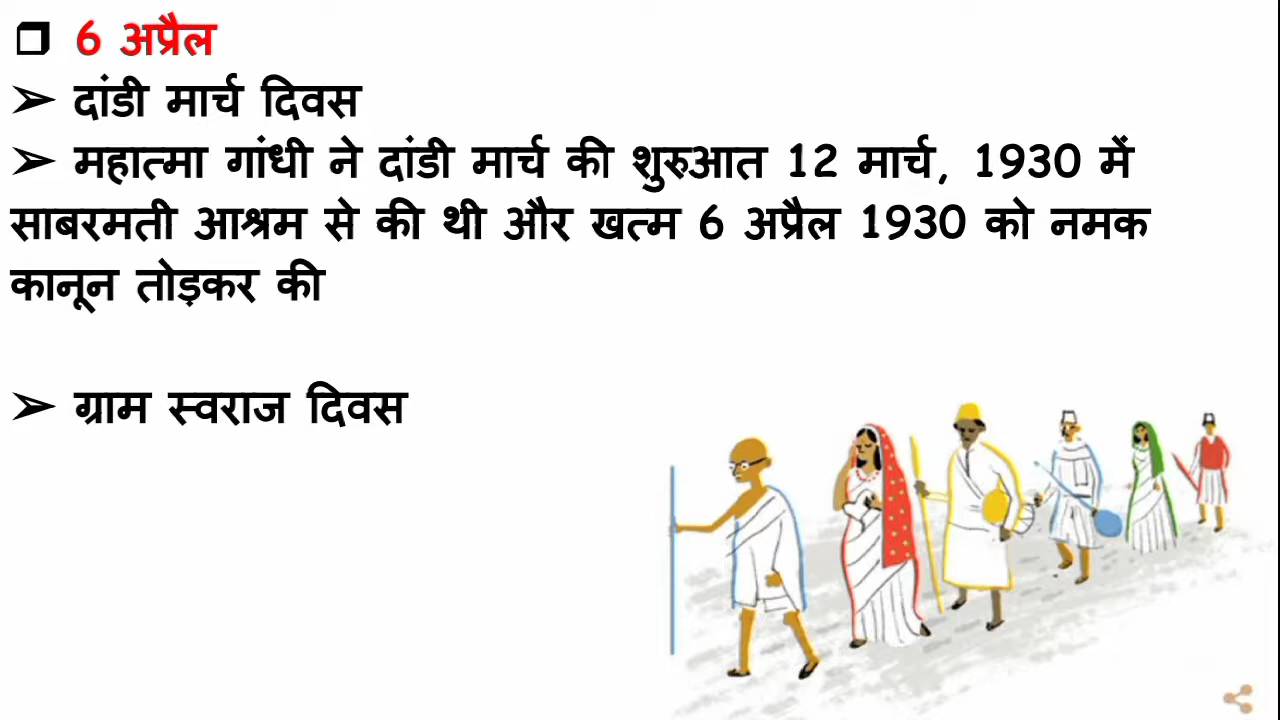 ❒ 6 अप्रैल
➢ दांडी मार्च दिवस
➢ महात्मा गांधी ने दांडी मार्च की शुरुआत 12 मार्च, 1930 में
साबरमती आश्रम से की थी और खत्म 6 अप्रैल 1930 को नमक
कानून तोड़कर की
➢ ग्राम स्वराज दिवस